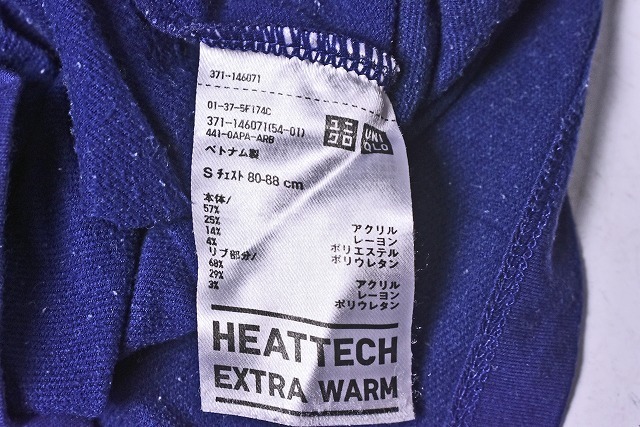 371-146071
01-37-5F174C
371-146071(54-01)
441-0APA-ARB
ユニ
クロ
UNI
QLO
ベトナム製
S チェスト 80-88 cm
本体/
57% アクリル
25% レーヨン
14% ポリエステル
4% ポリウレタン
リブ部分/
68% アクリル
29% レーヨン
3% ポリウレタン
HEATTECH
EXTRA WARM